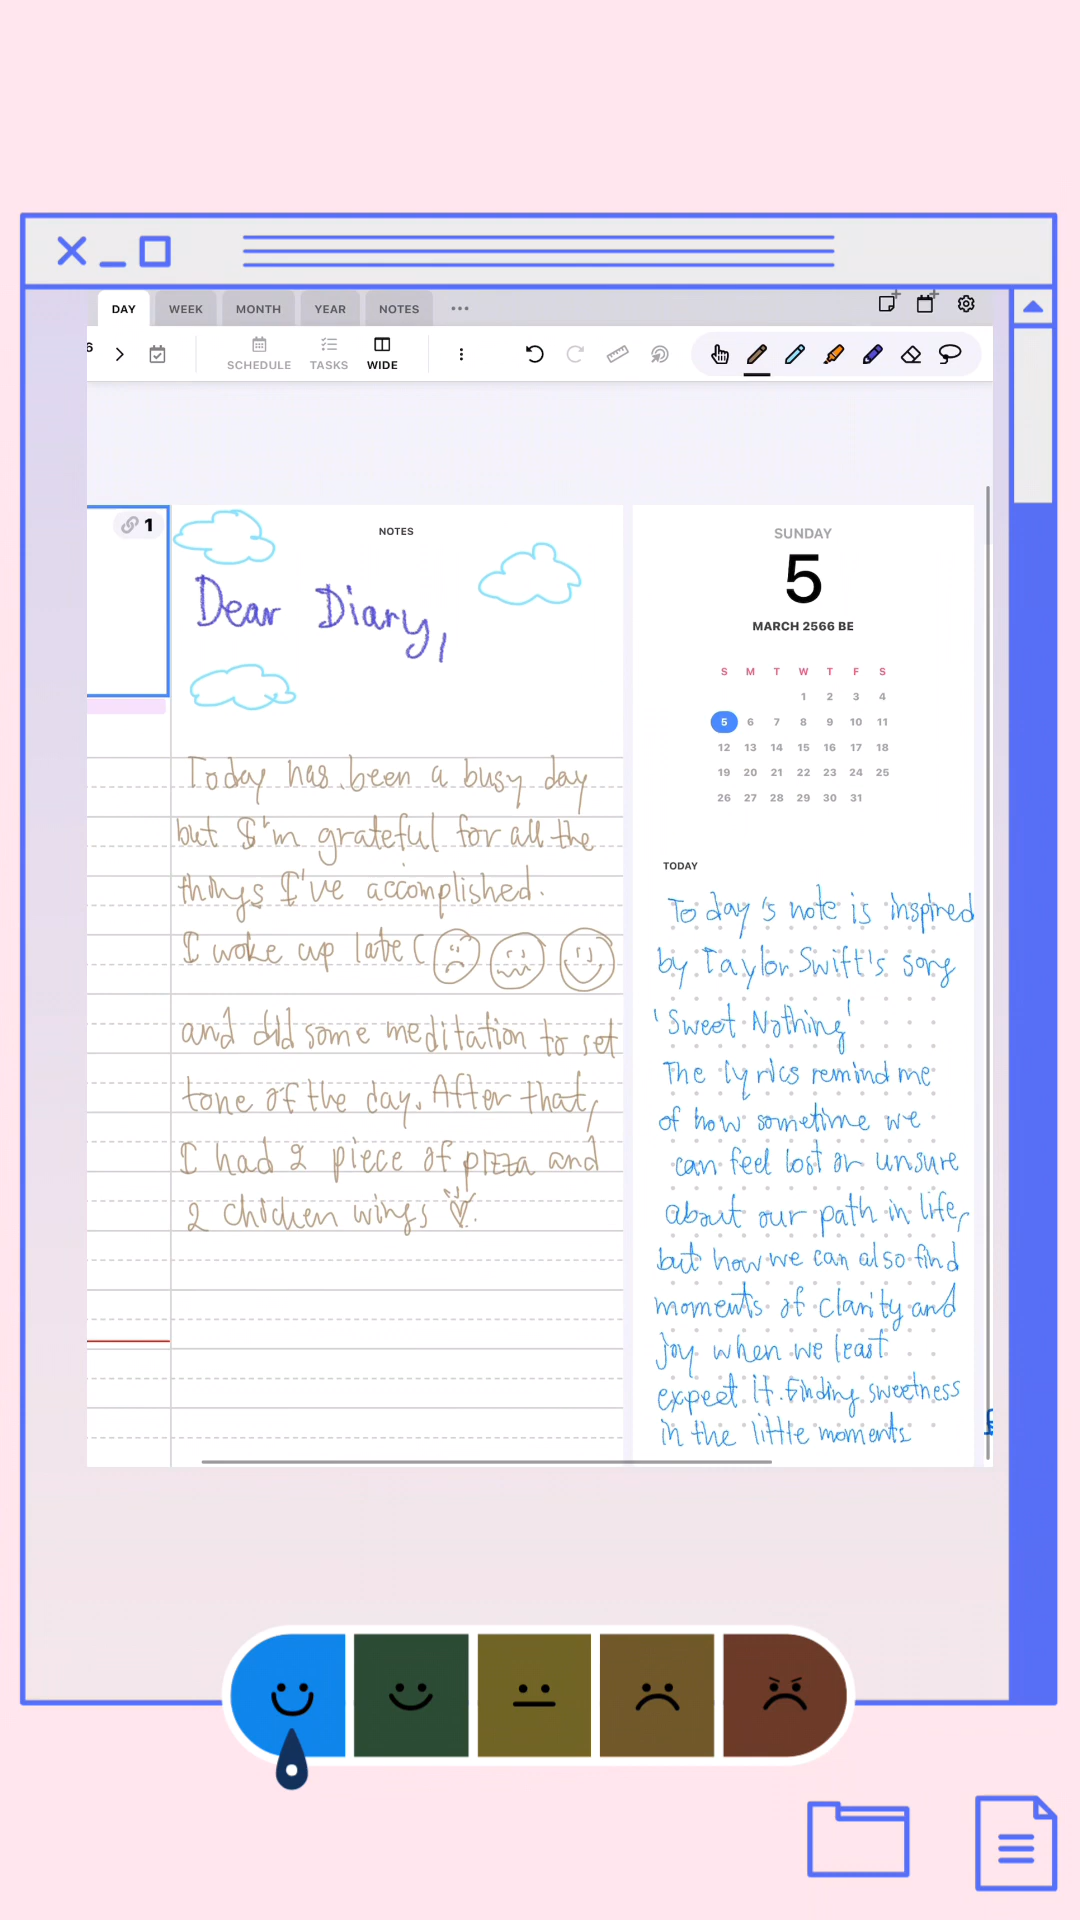 DAY WEEK MONTH YEAR NOTES
6
SCHEDULE TASKS WIDE
1
NOTES
Dear Diary,
Today has been a busy day
but I'm grateful for all the
things I've accomplished.
I woke up late (
and did some meditation to set
tone of the day. After that,
I had 2 piece of pizza and
2 chicken wings
SUNDAY
5
MARCH 2566 BE
S M T W T F S
1 2 3 4
5 6 7 8 9 10 11
12 13 14 15 16 17 18
19 20 21 22 23 24 25
26 27 28 29 30 31
TODAY
Today's note is inspired
by Taylor Swift's song
'Sweet Nothing'
The lyrics remind me
of how sometime we
can feel lost or unsure
about our path in life,
but how we can also find
moments of clarity and
joy when we least
expect it. Finding sweetness
in the little moments